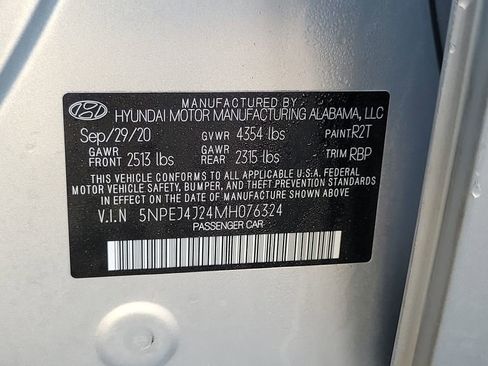 MANUFACTURED BY
HYUNDAI MOTOR MANUFACTURING ALABAMA, LLC
Sep/29/20 GVWR 4354 lbs PAINT R2T
GAWR FRONT 2513 lbs GAWR REAR 2315 lbs TRIM RBP
THIS VEHICLE CONFORMS TO ALL APPLICABLE U.S.A. FEDERAL
MOTOR VEHICLE SAFETY, BUMPER, AND THEFT PREVENTION STANDARDS
IN EFFECT ON THE DATE OF MANUFACTURE SHOWN ABOVE
V.I.N 5NPEJ4J24MH076324
PASSENGER CAR